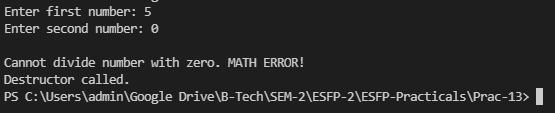 Enter first number: 5
Enter second number: 0
Cannot divide number with zero. MATH ERROR!
Destructor called.
PS C:\Users\admin\Google Drive\B-Tech\SEM-2\ESFP-2\ESFP-Practicals\Prac-13>